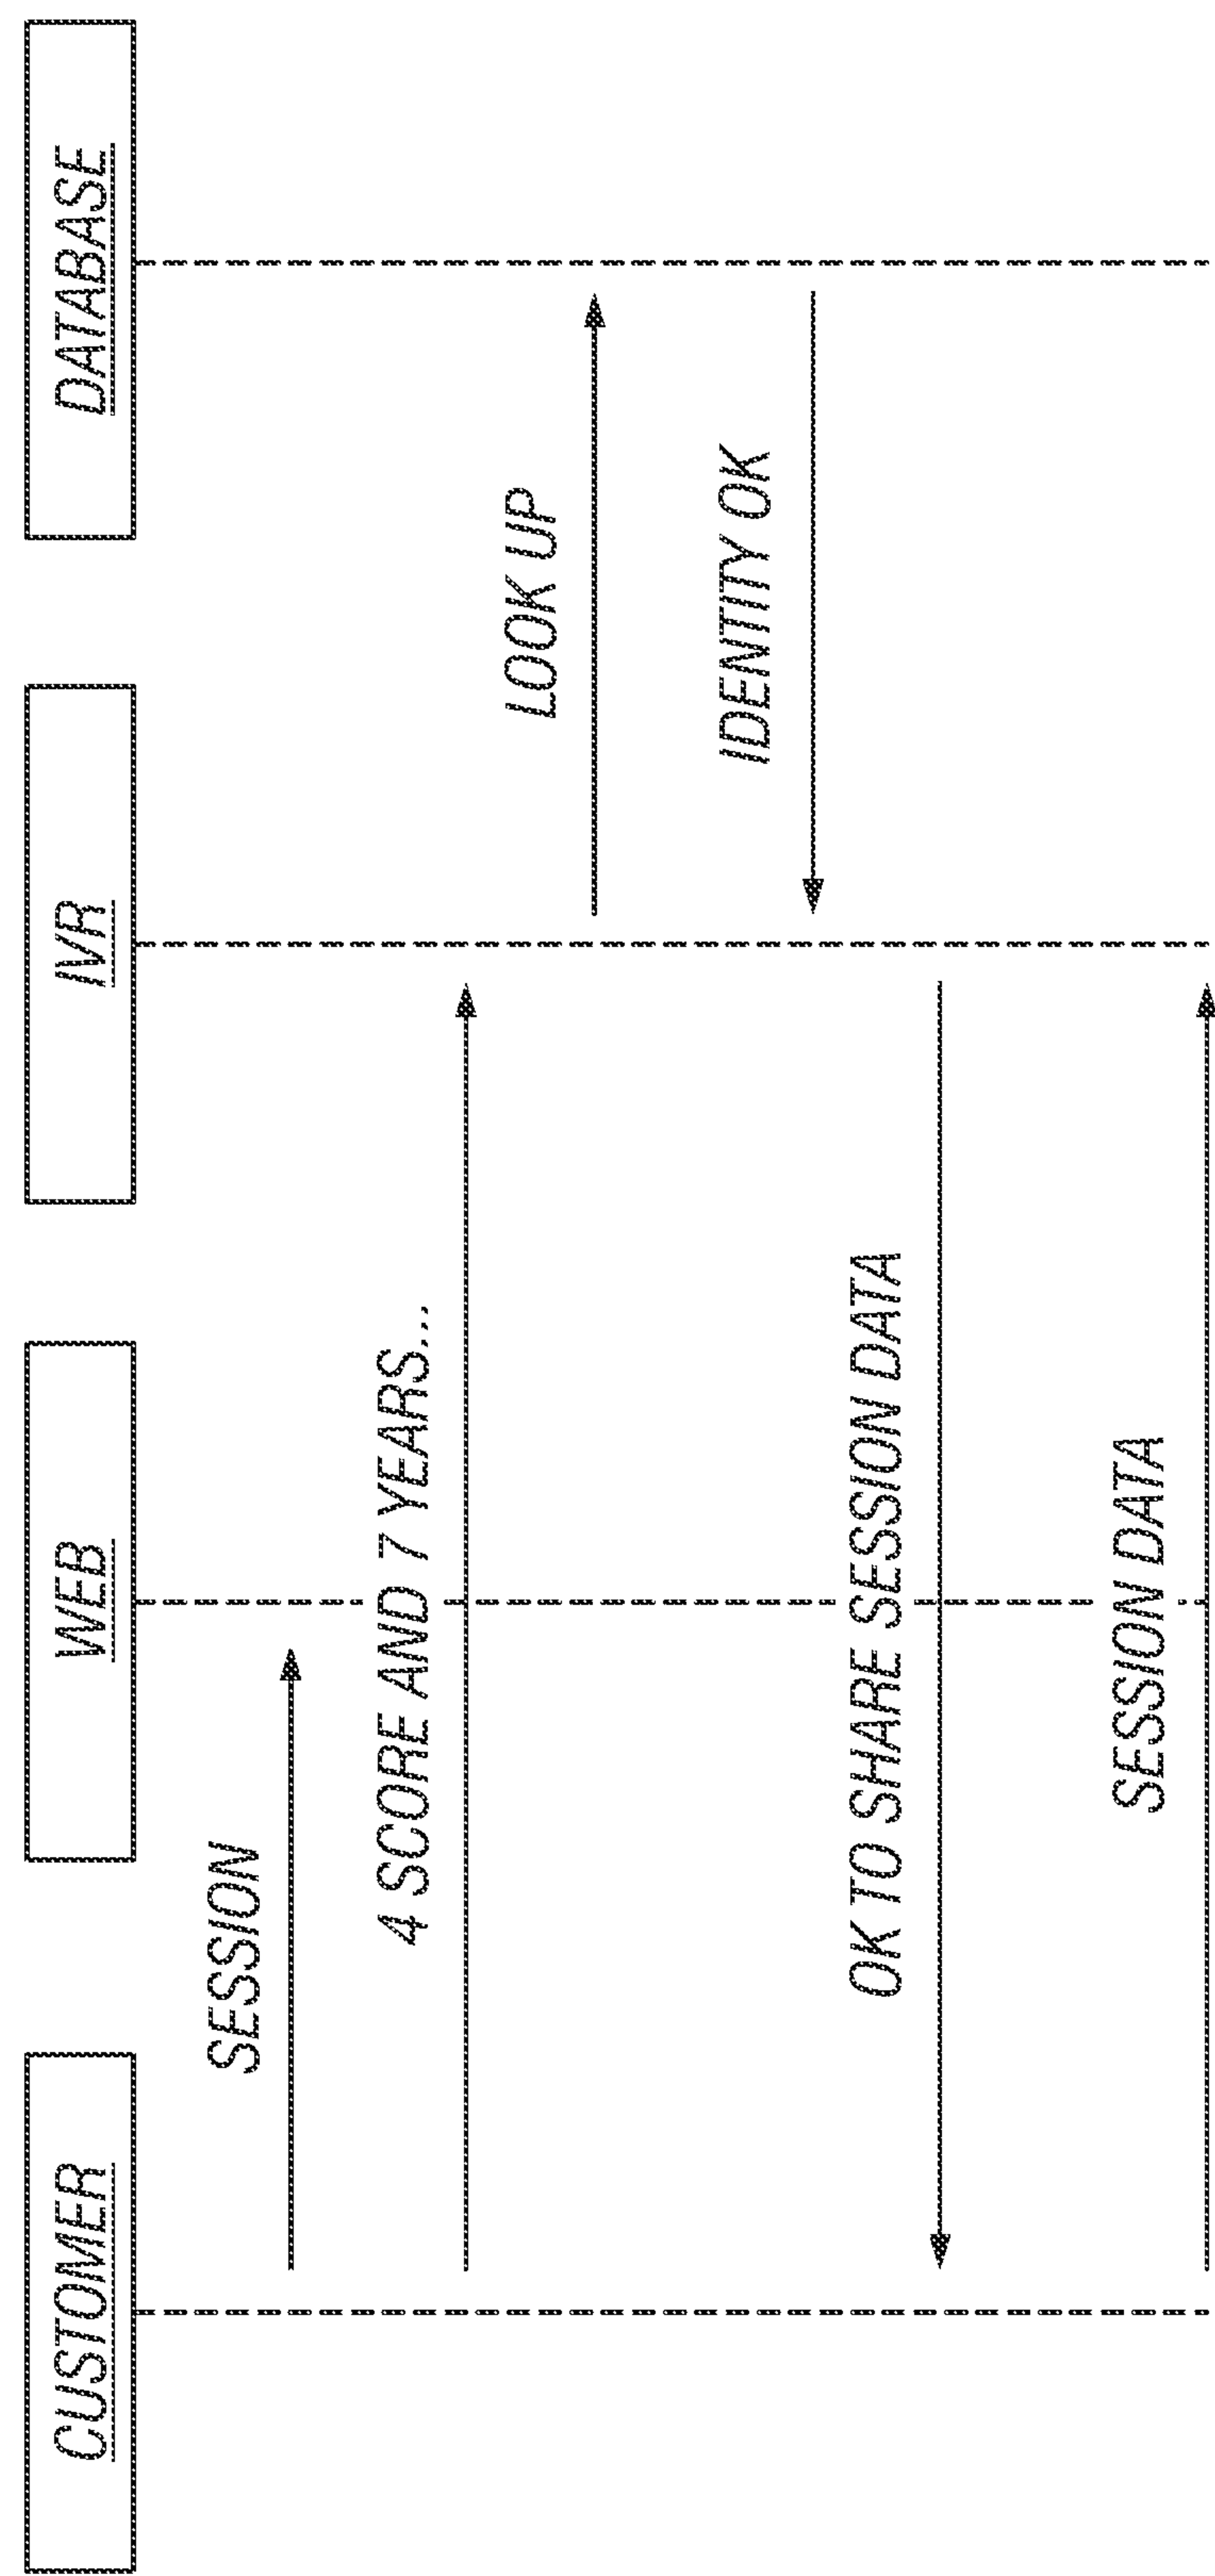 CUSTOMER
WEB
IVR
DATABASE
SESSION
4 SCORE AND 7 YEARS...
LOOK UP
IDENTITY OK
OK TO SHARE SESSION DATA
SESSION DATA